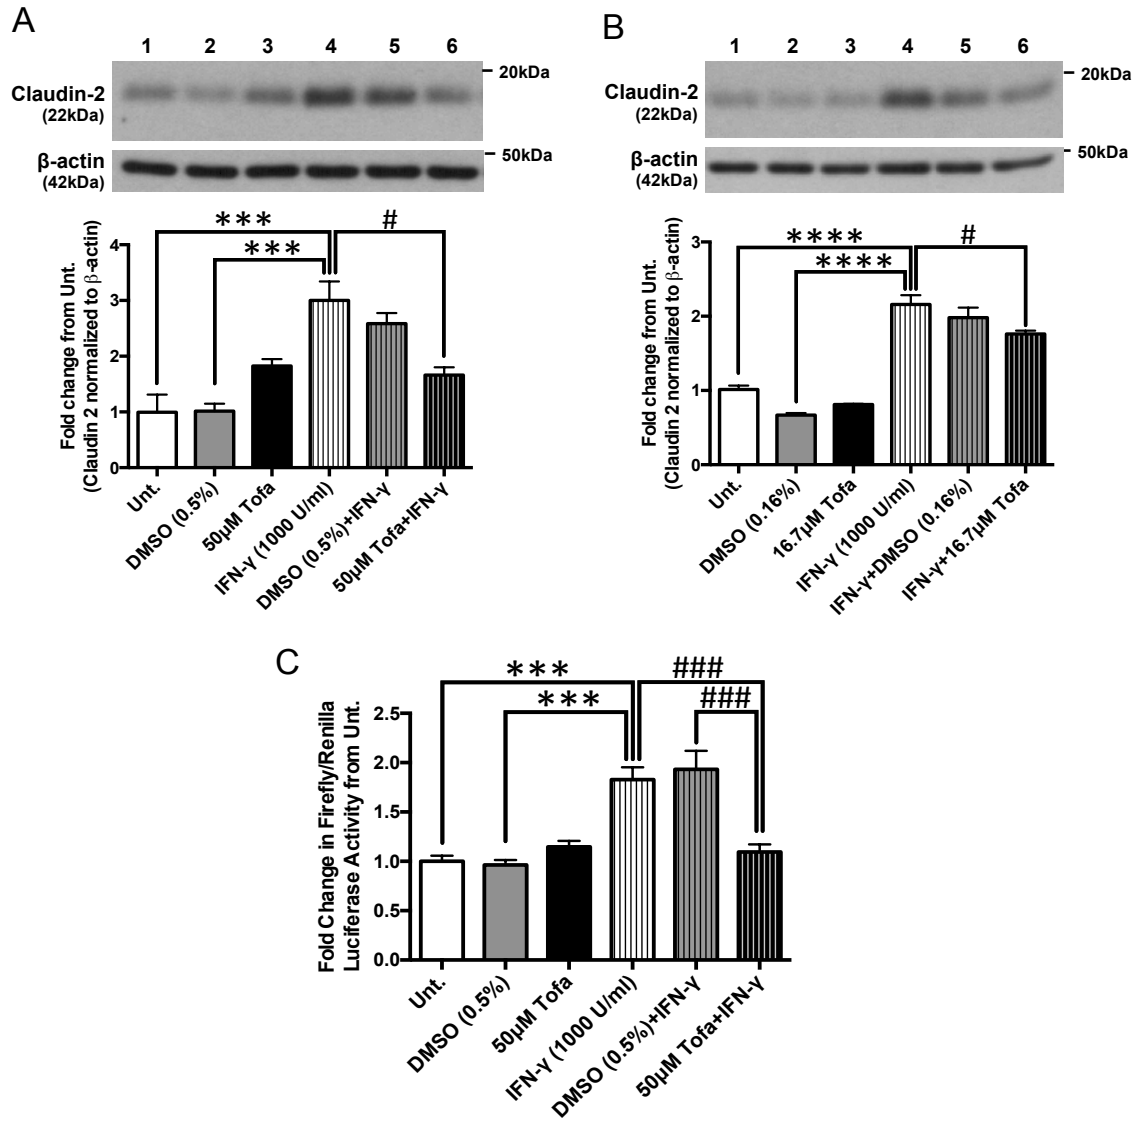 A
1 2 3 4 5 6
20kDa
Claudin-2
(22kDa)
50kDa
β-actin
(42kDa)
*** #
***
Fold change from Unt.
(Claudin 2 normalized to β-actin)
4
3
2
1
0
Unt.
DMSO (0.5%)
50µM Tofa
IFN-γ (1000 U/ml)
DMSO (0.5%)+IFN-γ
50µM Tofa+IFN-γ
B
1 2 3 4 5 6
20kDa
Claudin-2
(22kDa)
50kDa
β-actin
(42kDa)
**** #
****
Fold change from Unt.
(Claudin 2 normalized to β-actin)
3
2
1
0
Unt.
DMSO (0.16%)
16.7µM Tofa
IFN-γ (1000 U/ml)
IFN-γ+DMSO (0.16%)
IFN-γ+16.7µM Tofa
C
*** ###
*** ###
Fold Change in Firefly/Renilla
Luciferase Activity from Unt.
2.5
2.0
1.5
1.0
0.5
0.0
Unt.
DMSO (0.5%)
50µM Tofa
IFN-γ (1000 U/ml)
DMSO (0.5%)+IFN-γ
50µM Tofa+IFN-γ